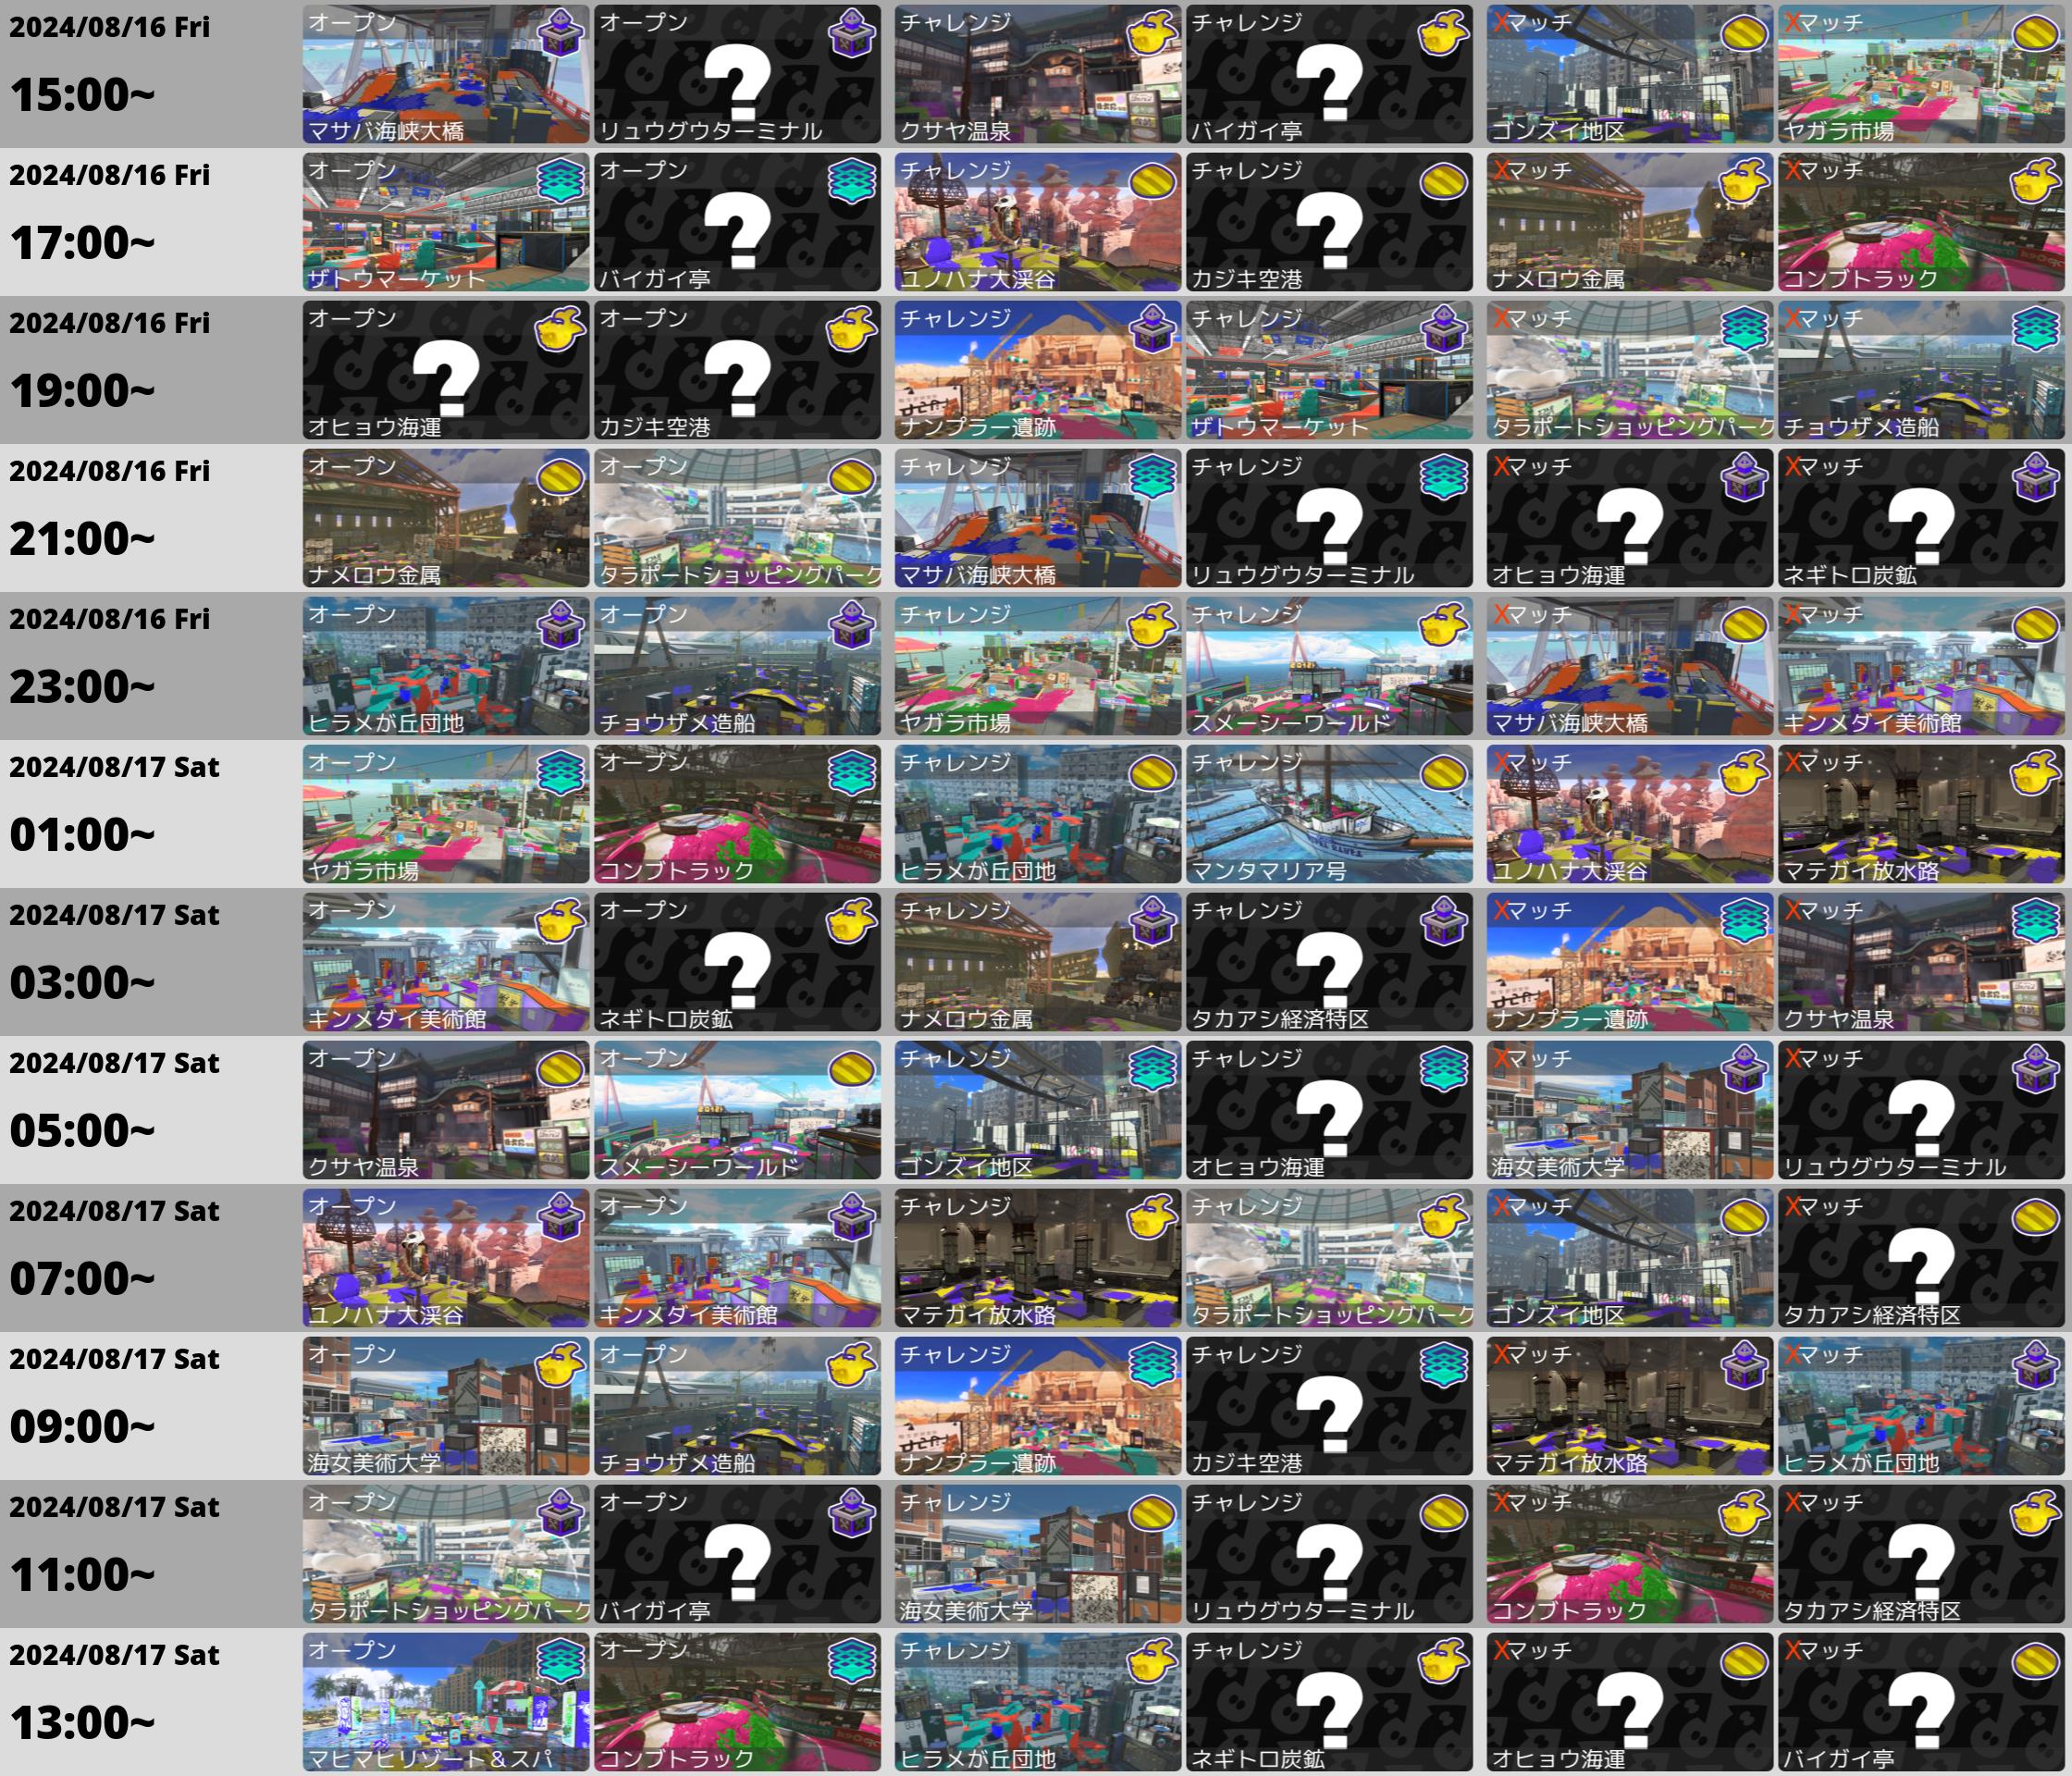 2024/08/16 Fri
15:00~
オープン
マサバ海峡大橋
オープン
リュウグウターミナル
チャレンジ
クサヤ温泉
チャレンジ
バイガイ亭
Xマッチ
ゴンズイ地区
Xマッチ
ヤガラ市場
2024/08/16 Fri
17:00~
オープン
ザトウマーケット
オープン
バイガイ亭
チャレンジ
ユノハナ大渓谷
チャレンジ
カジキ空港
Xマッチ
ナメロウ金属
Xマッチ
コンブトラック
2024/08/16 Fri
19:00~
オープン
オヒョウ海運
オープン
カジキ空港
チャレンジ
ナンプラー遺跡
チャレンジ
ザトウマーケット
Xマッチ
タラポートショッピングパーク
Xマッチ
チョウザメ造船
2024/08/16 Fri
21:00~
オープン
ナメロウ金属
オープン
タラポートショッピングパーク
チャレンジ
マサバ海峡大橋
チャレンジ
リュウグウターミナル
Xマッチ
オヒョウ海運
Xマッチ
ネギトロ炭鉱
2024/08/16 Fri
23:00~
オープン
ヒラメが丘団地
オープン
チョウザメ造船
チャレンジ
ヤガラ市場
チャレンジ
スメーシーワールド
Xマッチ
マサバ海峡大橋
Xマッチ
キンメダイ美術館
2024/08/17 Sat
01:00~
オープン
ヤガラ市場
オープン
コンブトラック
チャレンジ
ヒラメが丘団地
チャレンジ
マンタマリア号
Xマッチ
ユノハナ大渓谷
Xマッチ
マテガイ放水路
2024/08/17 Sat
03:00~
オープン
キンメダイ美術館
オープン
ネギトロ炭鉱
チャレンジ
ナメロウ金属
チャレンジ
タカアシ経済特区
Xマッチ
ナンプラー遺跡
Xマッチ
クサヤ温泉
2024/08/17 Sat
05:00~
オープン
クサヤ温泉
オープン
スメーシーワールド
チャレンジ
ゴンズイ地区
チャレンジ
オヒョウ海運
Xマッチ
海女美術大学
Xマッチ
リュウグウターミナル
2024/08/17 Sat
07:00~
オープン
ユノハナ大渓谷
オープン
キンメダイ美術館
チャレンジ
マテガイ放水路
チャレンジ
タラポートショッピングパーク
Xマッチ
ゴンズイ地区
Xマッチ
タカアシ経済特区
2024/08/17 Sat
09:00~
オープン
海女美術大学
オープン
チョウザメ造船
チャレンジ
ナンプラー遺跡
チャレンジ
カジキ空港
Xマッチ
マテガイ放水路
Xマッチ
ヒラメが丘団地
2024/08/17 Sat
11:00~
オープン
タラポートショッピングパーク
オープン
バイガイ亭
チャレンジ
海女美術大学
チャレンジ
リュウグウターミナル
Xマッチ
コンブトラック
Xマッチ
タカアシ経済特区
2024/08/17 Sat
13:00~
オープン
マヒマヒリゾート＆スパ
オープン
コンブトラック
チャレンジ
ヒラメが丘団地
チャレンジ
ネギトロ炭鉱
Xマッチ
オヒョウ海運
Xマッチ
バイガイ亭